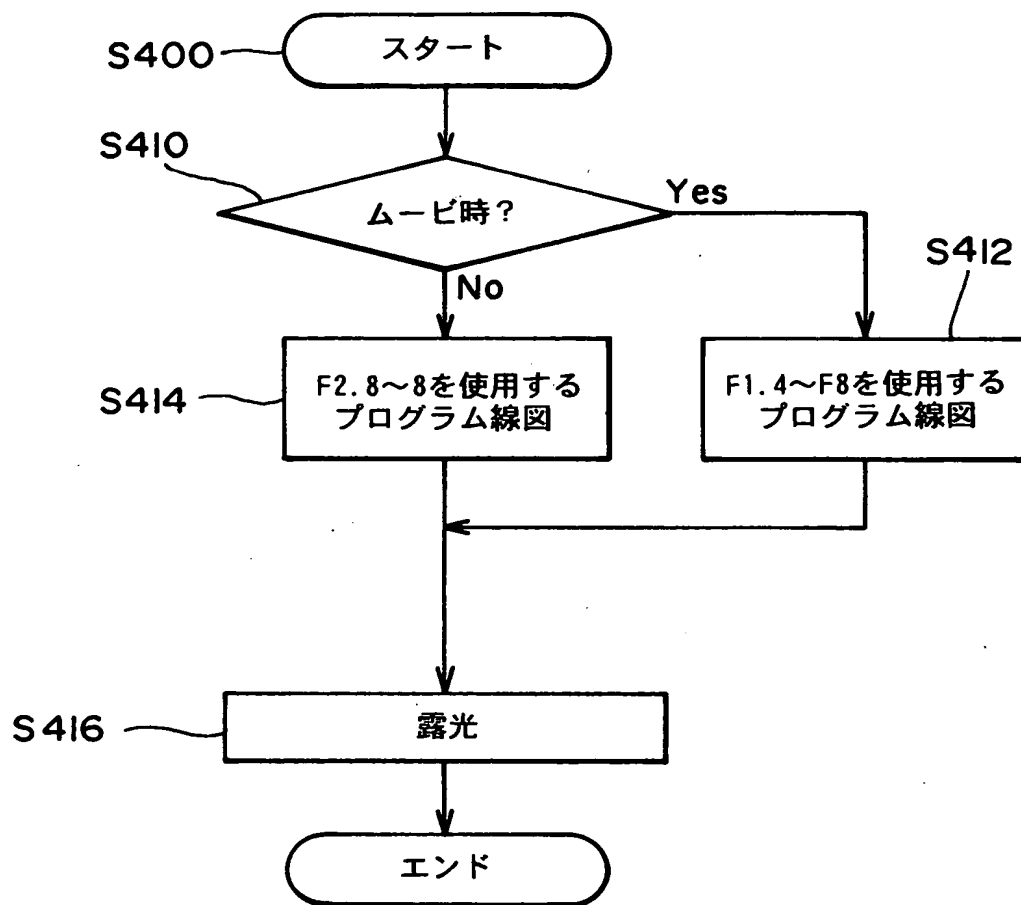 S400
スタート
S410
ムービ時？
Yes
No
S412
S414
F2.8～8を使用する
プログラム線図
F1.4～F8を使用する
プログラム線図
S416
露光
エンド